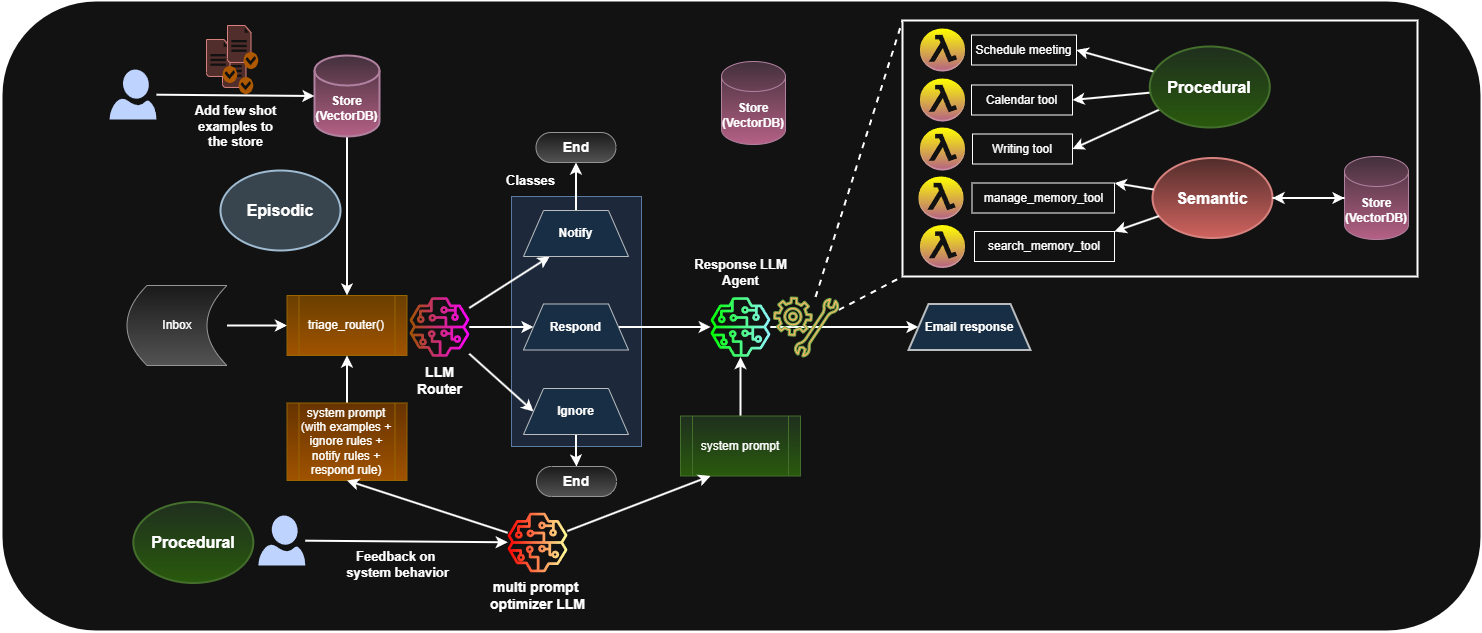 Add few shot
examples to
the store
Store
(VectorDB)
Episodic
Inbox
triage_router()
LLM
Router
system prompt
(with examples +
ignore rules +
notify rules +
respond rule)
Procedural
Feedback on
system behavior
multi prompt
optimizer LLM
Classes
End
Notify
Respond
Ignore
End
Store
(VectorDB)
Response LLM
Agent
system prompt
Email response
Schedule meeting
Calendar tool
Writing tool
manage_memory_tool
search_memory_tool
Procedural
Semantic
Store
(VectorDB)